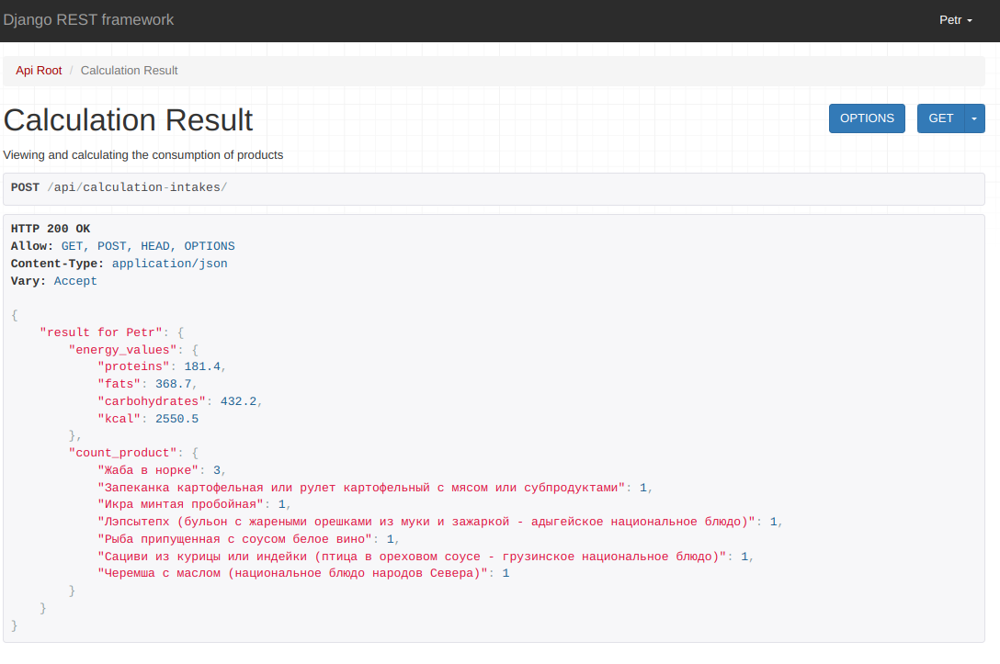 Django REST framework
Petr
Api Root / Calculation Result
Calculation Result
OPTIONS
GET
Viewing and calculating the consumption of products
POST /api/calculation-intakes/
HTTP 200 OK
Allow: GET, POST, HEAD, OPTIONS
Content-Type: application/json
Vary: Accept
{
    "result for Petr": {
        "energy_values": {
            "proteins": 181.4,
            "fats": 368.7,
            "carbohydrates": 432.2,
            "kcal": 2550.5
        },
        "count_product": {
            "Жаба в норке": 3,
            "Запеканка картофельная или рулет картофельный с мясом или субпродуктами": 1,
            "Икра минтая пробойная": 1,
            "Лэпсытепх (бульон с жареными орешками из муки и зажаркой - адыгейское национальное блюдо)": 1,
            "Рыба припущенная с соусом белое вино": 1,
            "Сациви из курицы или индейки (птица в ореховом соусе - грузинское национальное блюдо)": 1,
            "Черемша с маслом (национальное блюдо народов Севера)": 1
        }
    }
}